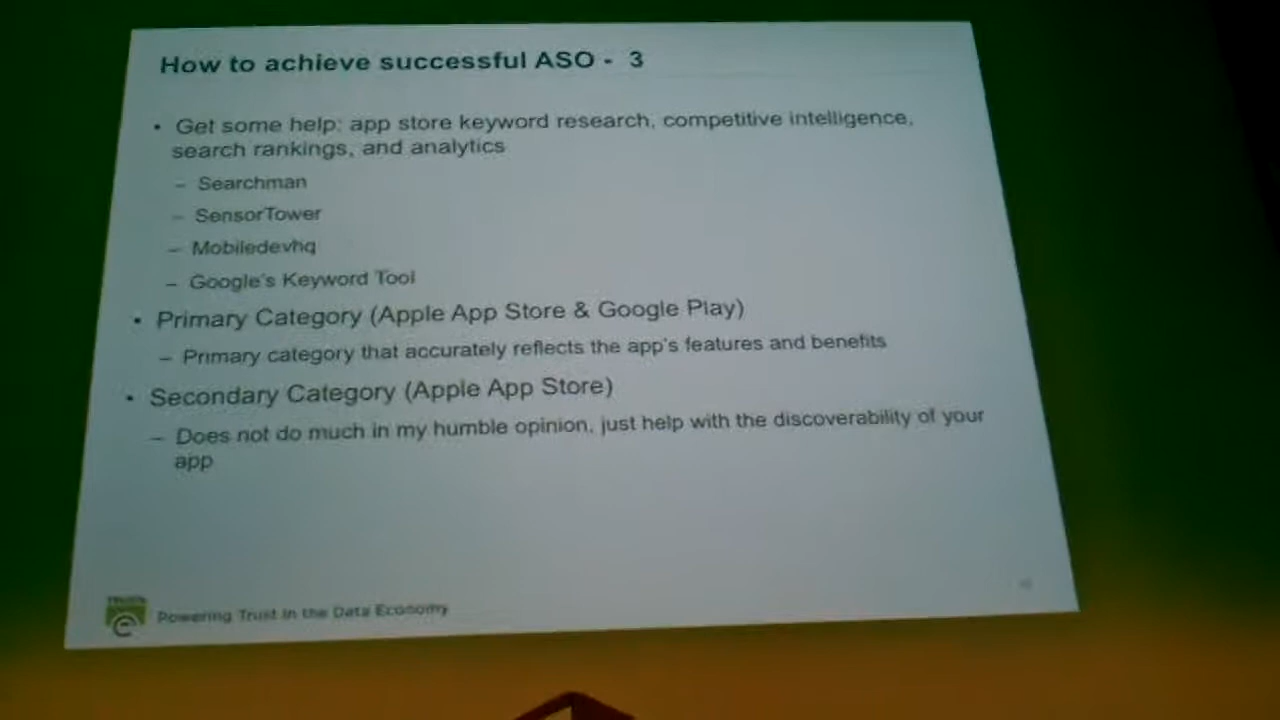 How to achieve successful ASO - 3
• Get some help: app store keyword research, competitive intelligence,
search rankings, and analytics
– Searchman
– SensorTower
– Mobiledevhq
– Google's Keyword Tool
• Primary Category (Apple App Store & Google Play)
– Primary category that accurately reflects the app's features and benefits
• Secondary Category (Apple App Store)
– Does not do much in my humble opinion, just help with the discoverability of your
app
Powering Trust in the Data Economy